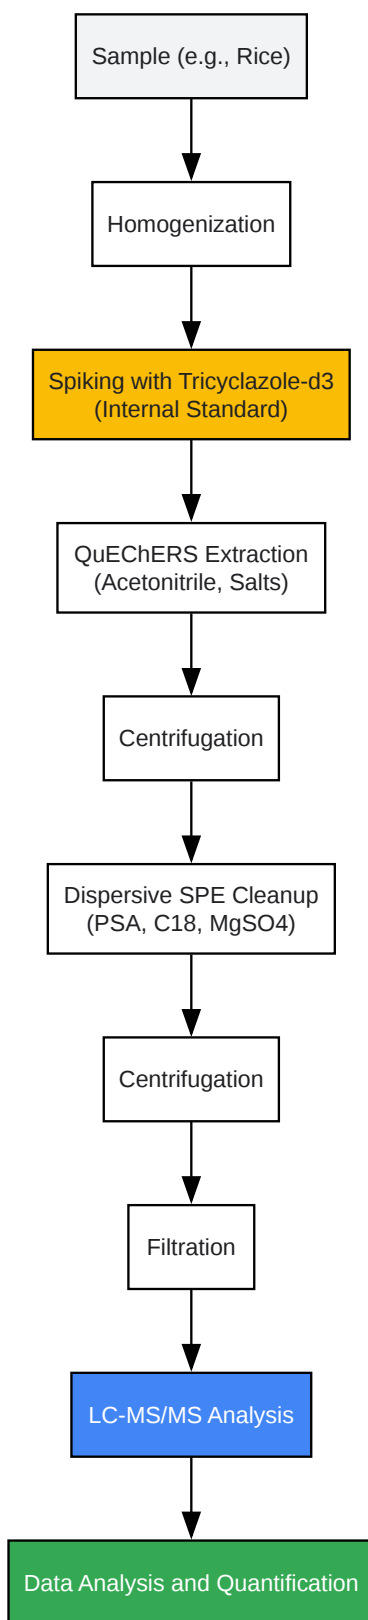 Sample (e.g., Rice)
Homogenization
Spiking with Tricyclazole-d3
(Internal Standard)
QuEChERS Extraction
(Acetonitrile, Salts)
Centrifugation
Dispersive SPE Cleanup
(PSA, C18, MgSO4)
Centrifugation
Filtration
LC-MS/MS Analysis
Data Analysis and Quantification